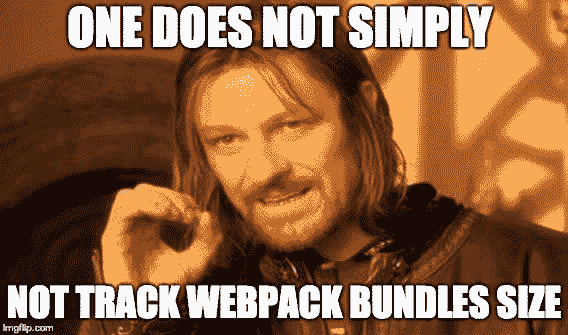 ONE DOES NOT SIMPLY
NOT TRACK WEBPACK BUNDLES SIZE
imgflip.com